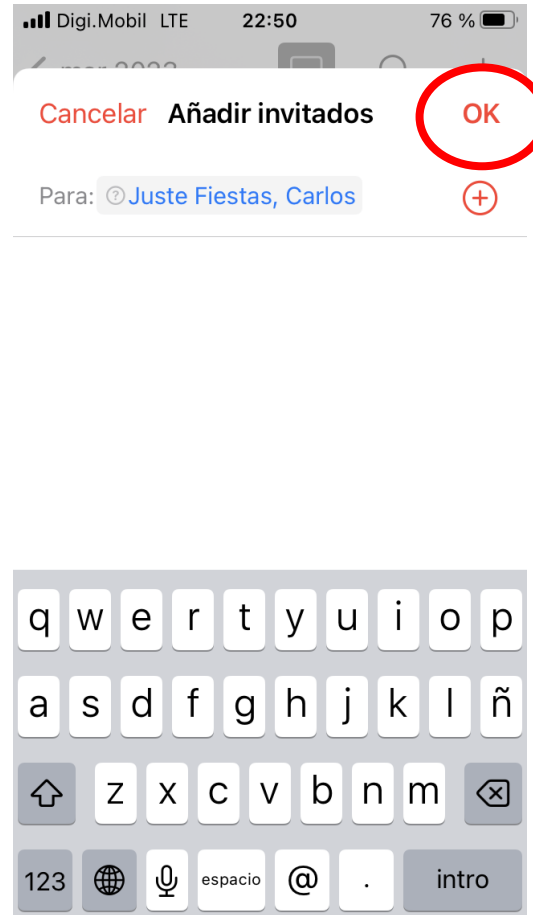 Digi.Mobil LTE 22:50 76 %
Cancelar Añadir invitados OK
Para: Juste Fiestas, Carlos
q w e r t y u i o p
a s d f g h j k l ñ
z x c v b n m
123 espacio @ . intro